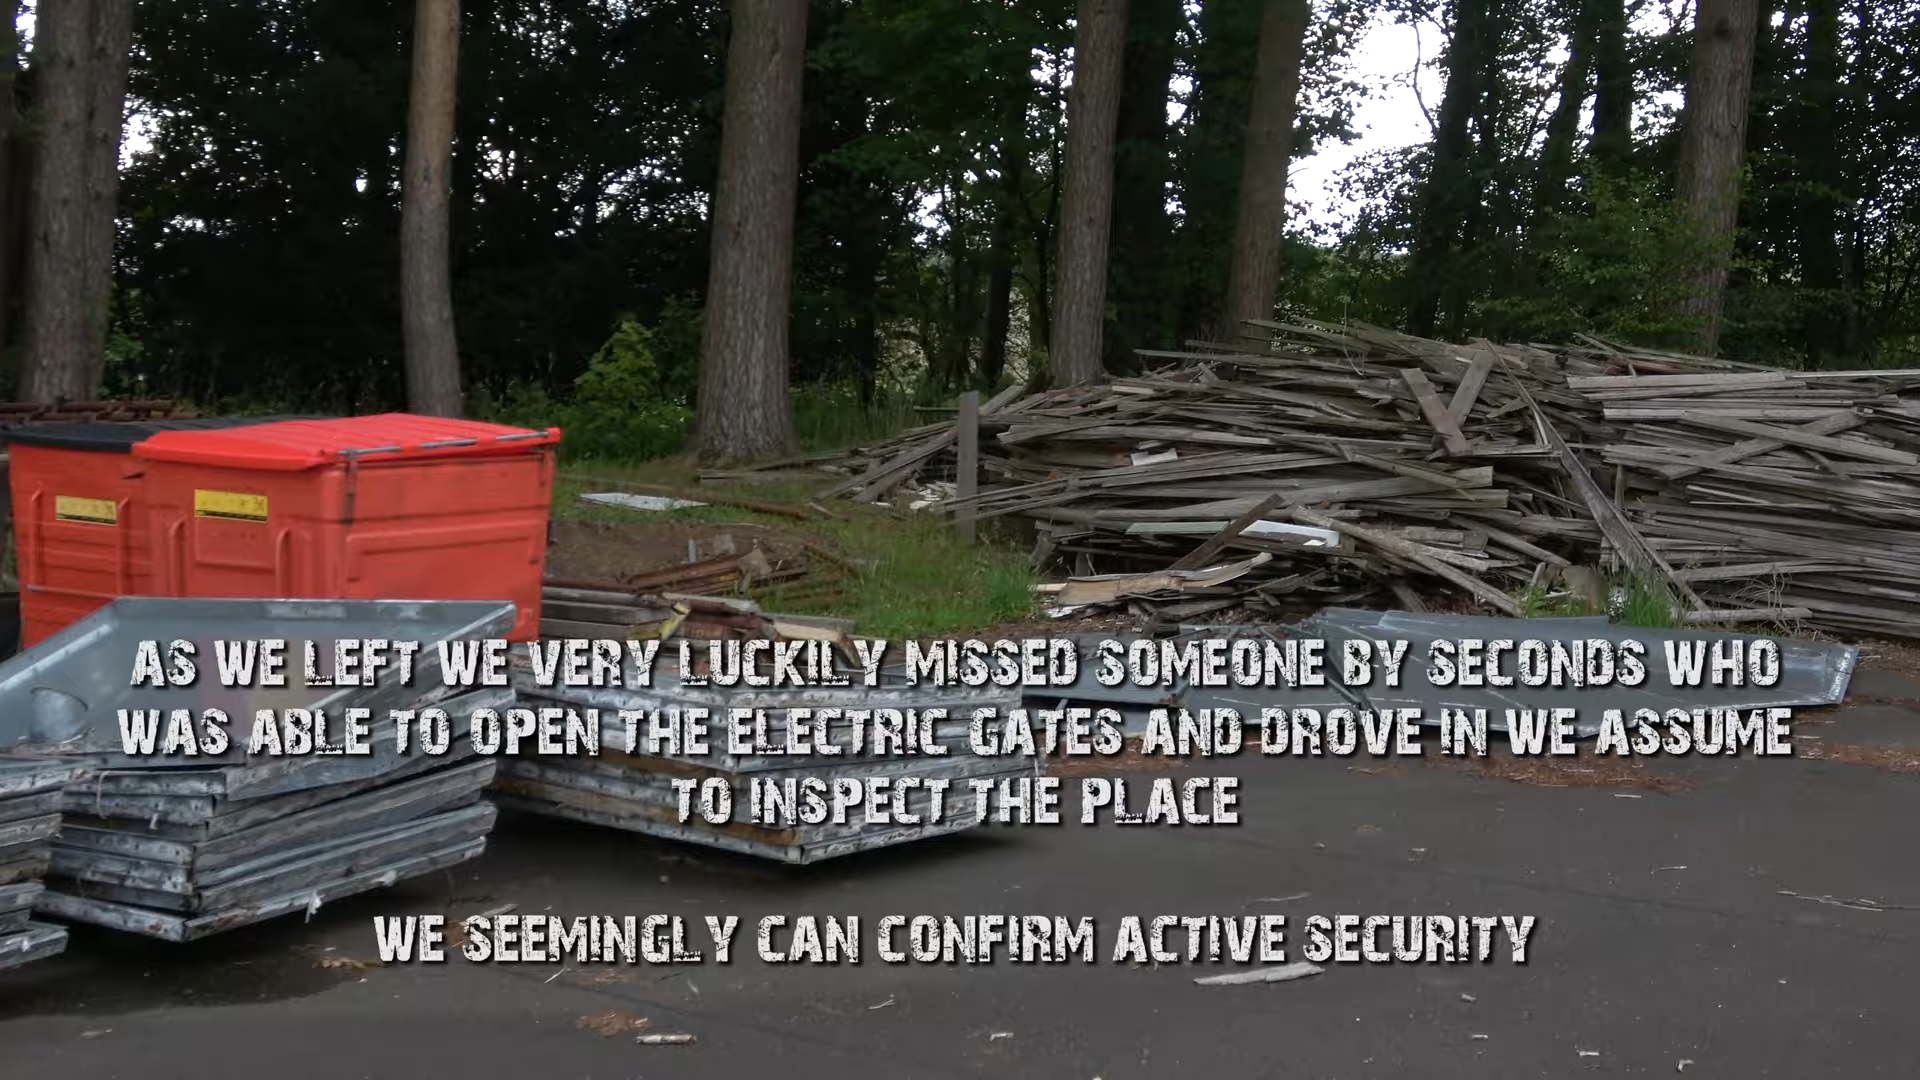 AS WE LEFT WE VERY LUCKILY MISSED SOMEONE BY SECONDS WHO
WAS ABLE TO OPEN THE ELECTRIC GATES AND DROVE IN WE ASSUME
TO INSPECT THE PLACE
WE SEEMINGLY CAN CONFIRM ACTIVE SECURITY